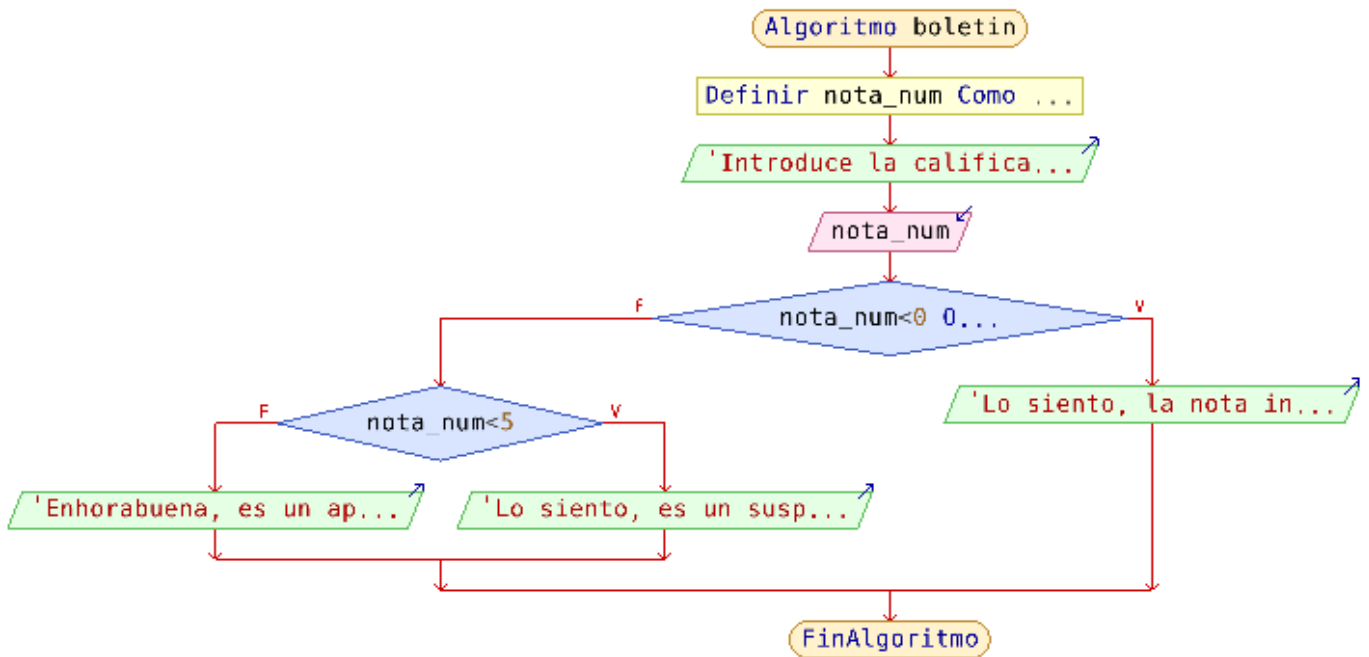 Algoritmo boletin
Definir nota_num Como ...
'Introduce la califica...
nota_num
F
V
nota_num<0 O...
'Lo siento, la nota in...
F
nota_num<5
V
'Enhorabuena, es un ap...
'Lo siento, es un susp...
FinAlgoritmo